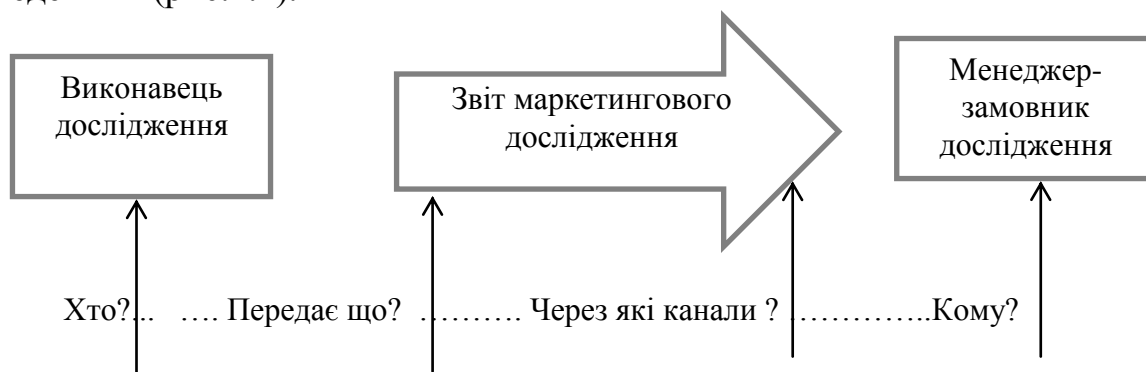 Виконавець
дослідження
Звіт маркетингового
дослідження
Менеджер-
замовник
дослідження
Хто?... .... Передає що? ......... Через які канали ? ..............Кому?